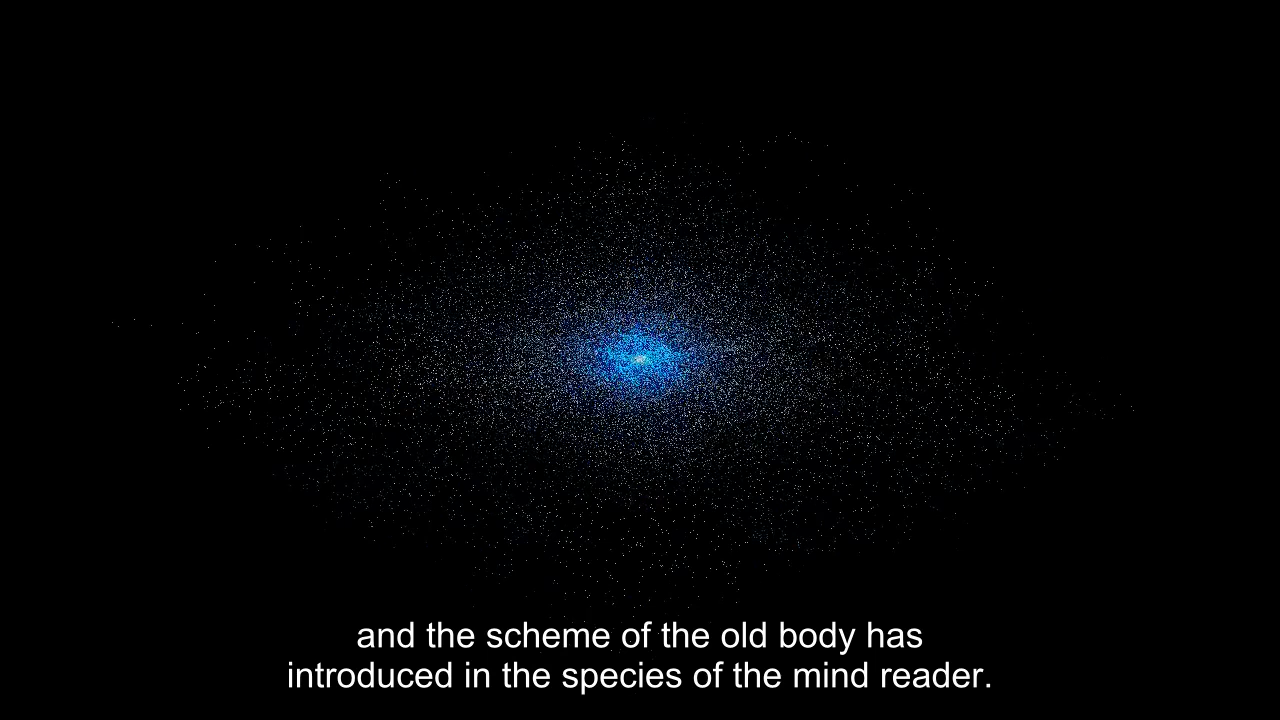 and the scheme of the old body has
introduced in the species of the mind reader.